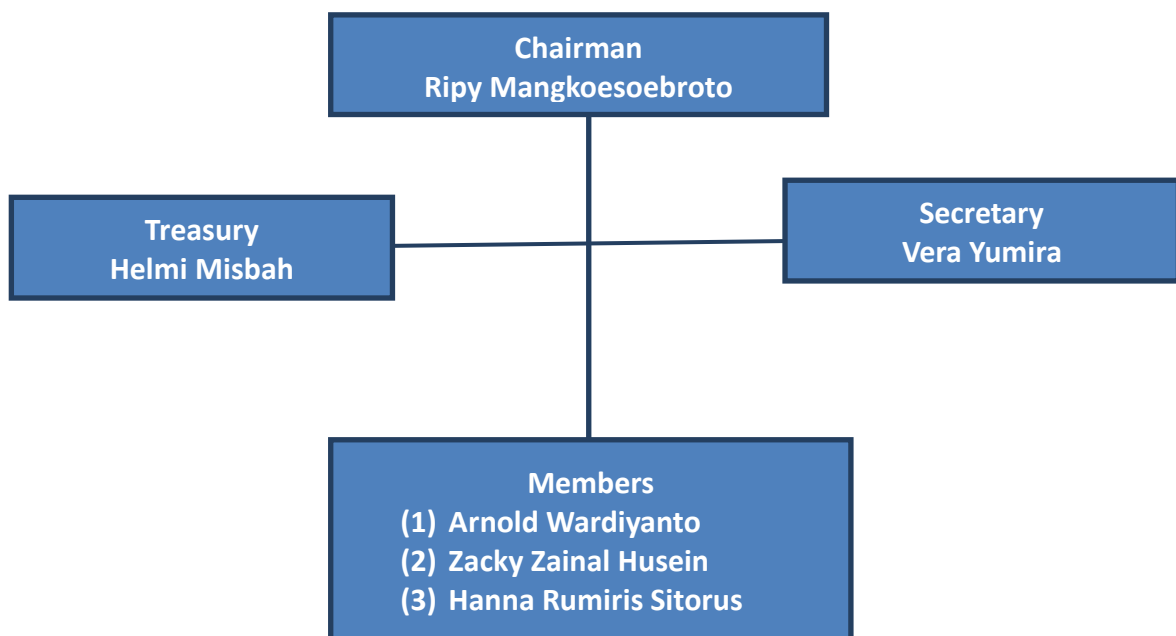 Chairman
Ripy Mangkoesoebroto
Treasury
Helmi Misbah
Secretary
Vera Yumira
Members
(1) Arnold Wardiyanto
(2) Zacky Zainal Husein
(3) Hanna Rumiris Sitorus